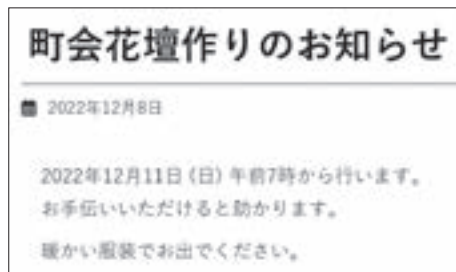 町会花壇作りのお知らせ
2022年12月8日
2022年12月11日 (日) 午前7時から行います。
お手伝いいただけると助かります。
暖かい服装でお出でください。